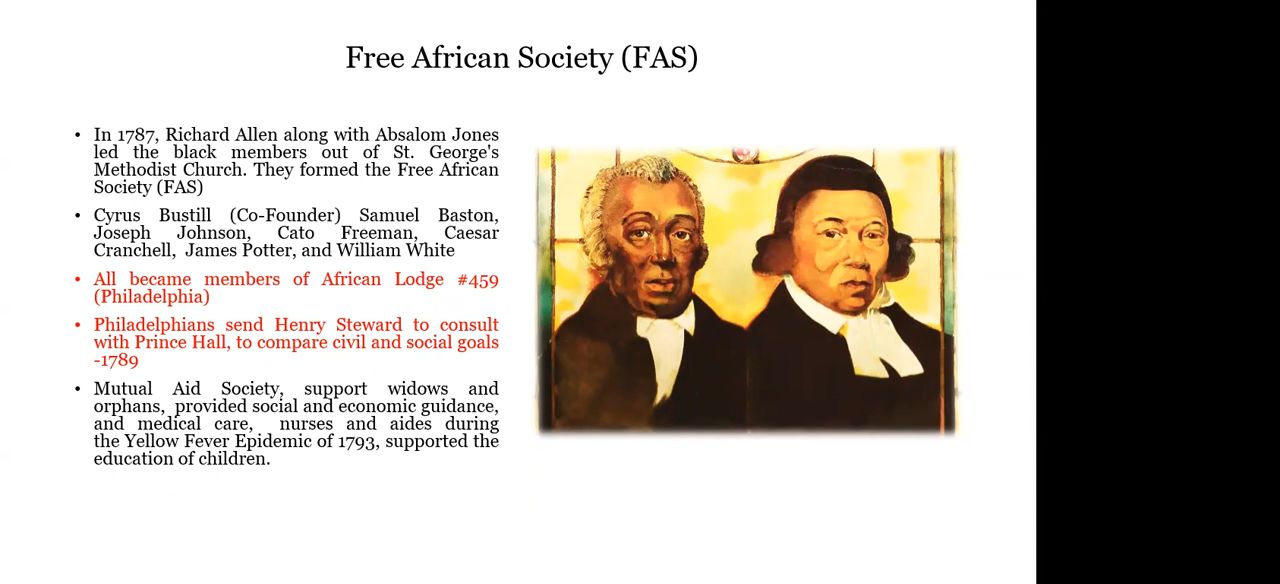 Free African Society (FAS)
• In 1787, Richard Allen along with Absalom Jones
led the black members out of St. George's
Methodist Church. They formed the Free African
Society (FAS)
• Cyrus Bustill (Co-Founder) Samuel Baston,
Joseph Johnson, Cato Freeman, Caesar
Cranchell, James Potter, and William White
• All became members of African Lodge #459
(Philadelphia)
• Philadelphians send Henry Steward to consult
with Prince Hall, to compare civil and social goals
-1789
• Mutual Aid Society, support widows and
orphans, provided social and economic guidance,
and medical care, nurses and aides during
the Yellow Fever Epidemic of 1793, supported the
education of children.